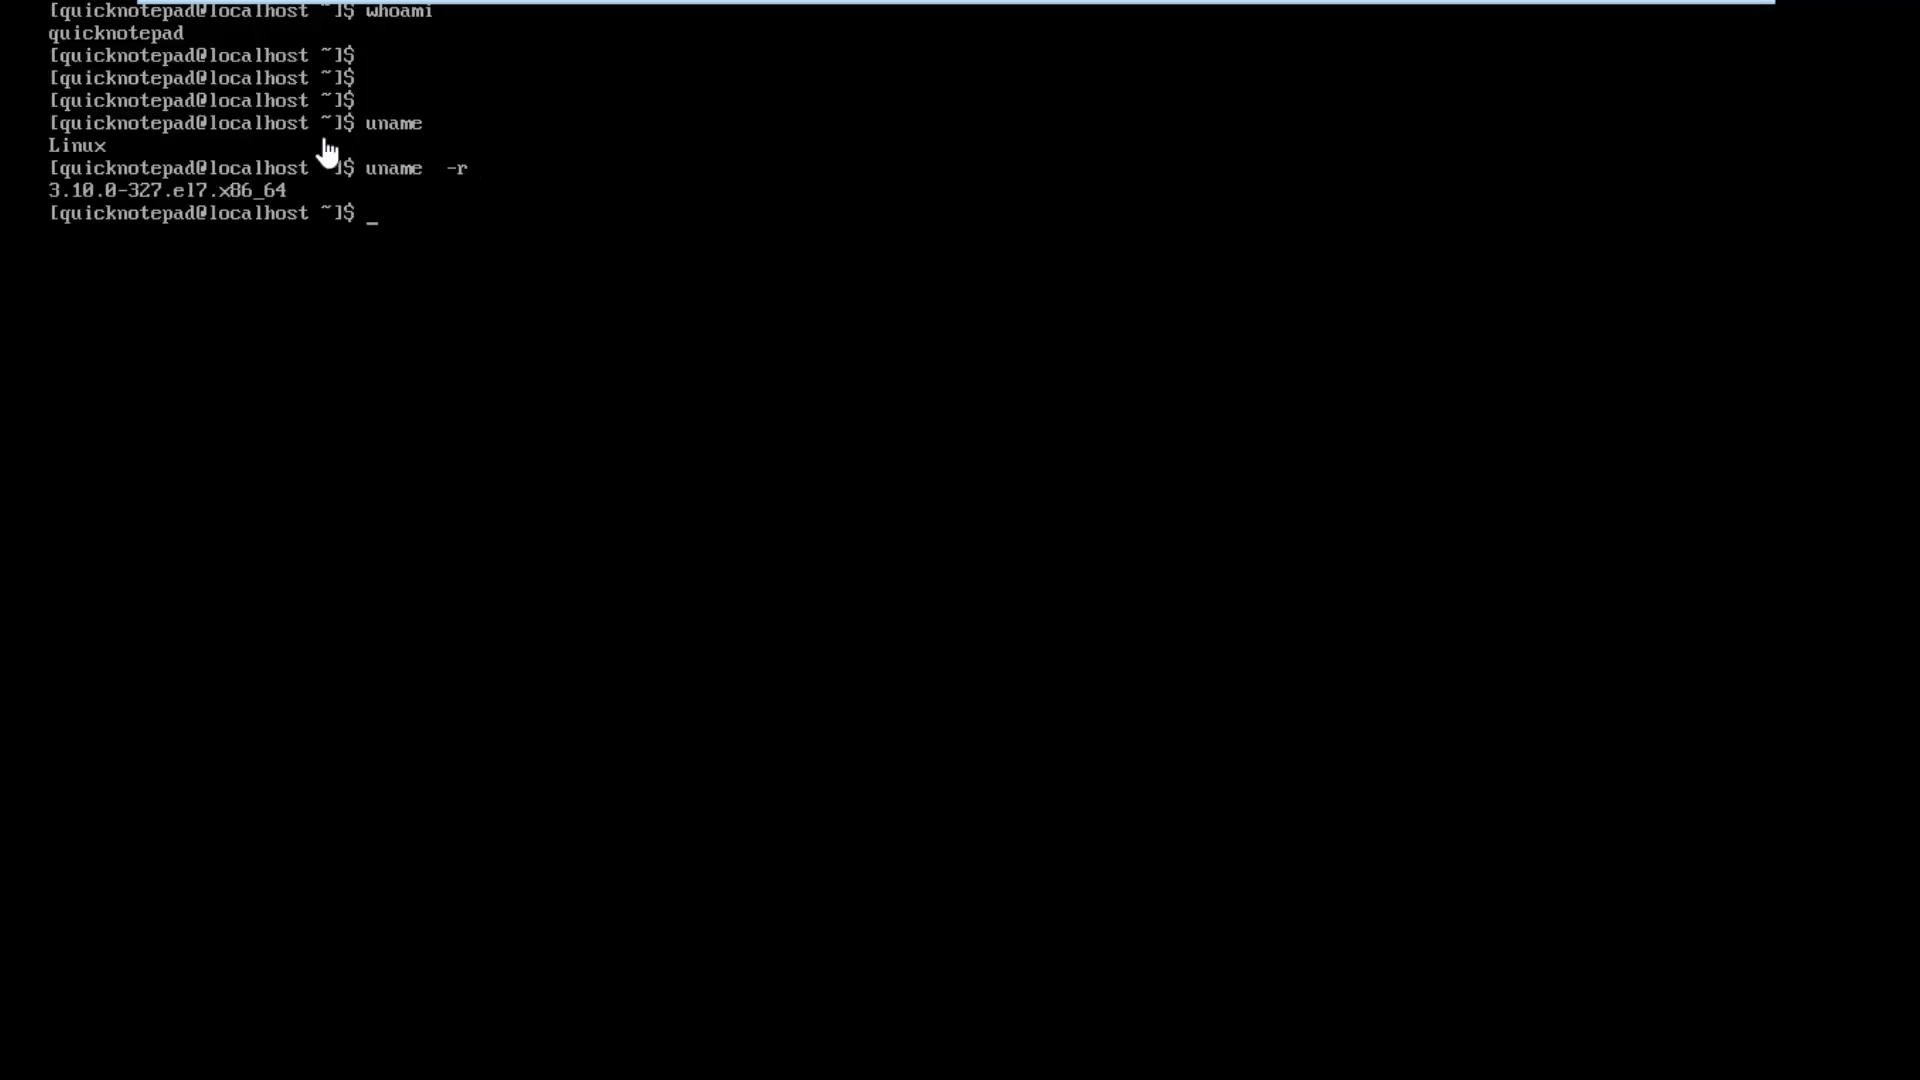 [quicknotepad@localhost ~]$ whoami
quicknotepad
[quicknotepad@localhost ~]$
[quicknotepad@localhost ~]$
[quicknotepad@localhost ~]$
[quicknotepad@localhost ~]$ uname
Linux
[quicknotepad@localhost ~]$ uname  -r
3.10.0-327.el7.x86_64
[quicknotepad@localhost ~]$ _